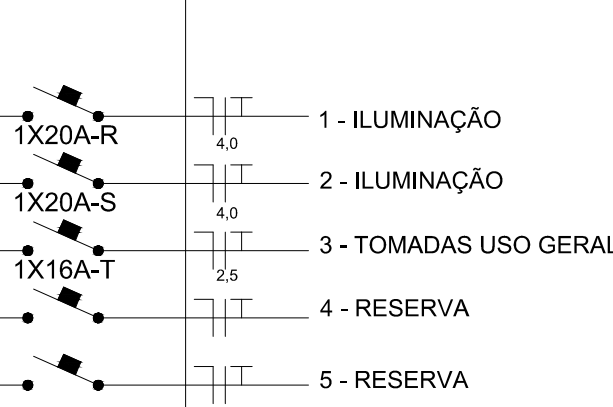 1 - ILUMINAÇÃO
1X20A-R
4,0
2 - ILUMINAÇÃO
1X20A-S
4,0
3 - TOMADAS USO GERAL
1X16A-T
2,5
4 - RESERVA
5 - RESERVA